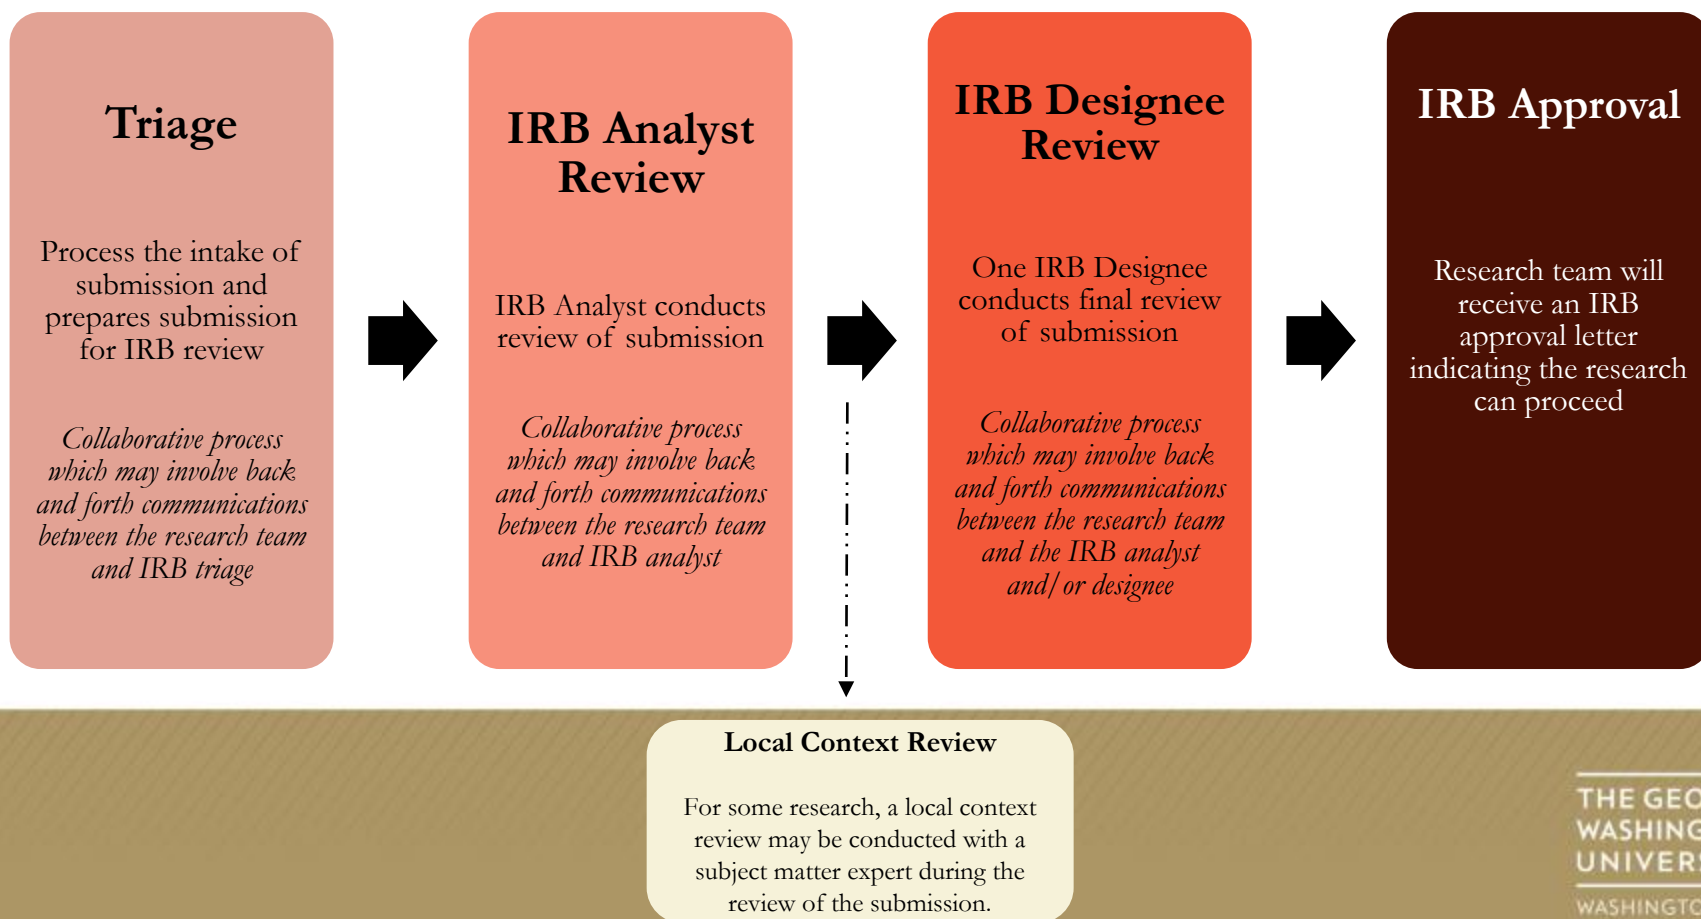 Triage
Process the intake of
submission and
prepares submission
for IRB review
Collaborative process
which may involve back
and forth communications
between the research team
and IRB triage
IRB Analyst
Review
IRB Analyst conducts
review of submission
Collaborative process
which may involve back
and forth communications
between the research team
and IRB analyst
IRB Designee
Review
One IRB Designee
conducts final review
of submission
Collaborative process
which may involve back
and forth communications
between the research team
and the IRB analyst
and/or designee
IRB Approval
Research team will
receive an IRB
approval letter
indicating the research
can proceed
Local Context Review
For some research, a local context
review may be conducted with a
subject matter expert during the
review of the submission.
THE GEO
WASHING
UNIVERS
WASHINGTO